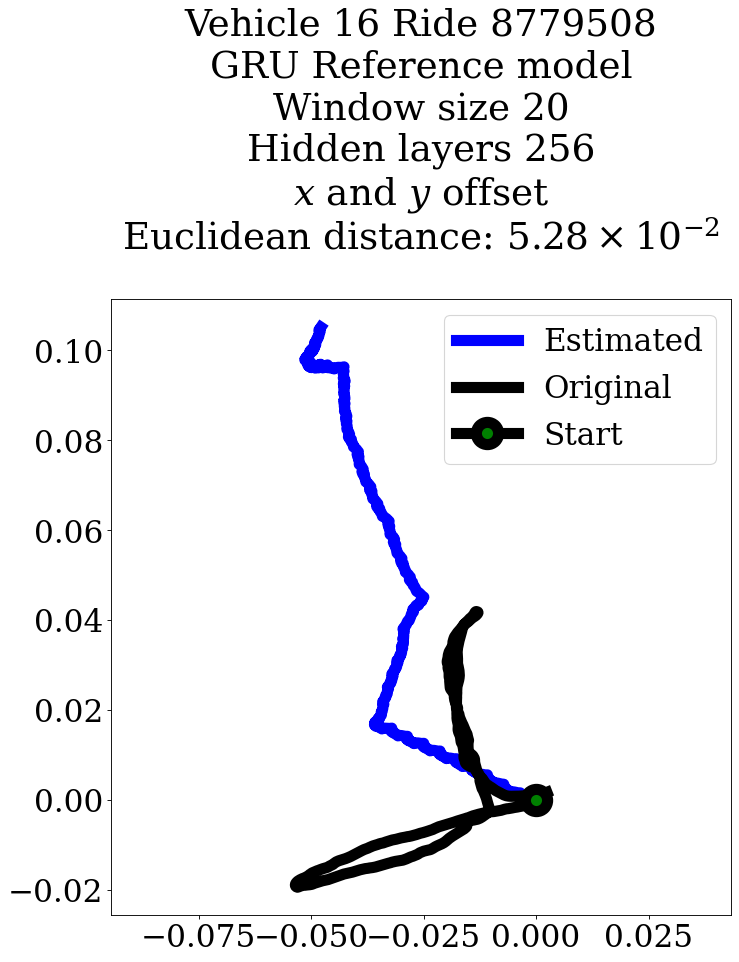 Vehicle 16 Ride 8779508
GRU Reference model
Window size 20
Hidden layers 256
x and y offset
Euclidean distance: 5.28 × 10⁻²
Estimated
Original
Start
0.10
0.08
0.06
0.04
0.02
0.00
−0.02
−0.075 −0.050 −0.025 0.000 0.025